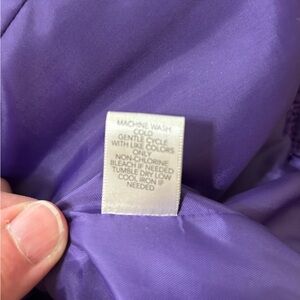 MACHINE WASH
COLD
GENTLE CYCLE
WITH LIKE COLORS
ONLY
NON-CHLORINE
BLEACH IF NEEDED
TUMBLE DRY LOW
COOL IRON IF
NEEDED